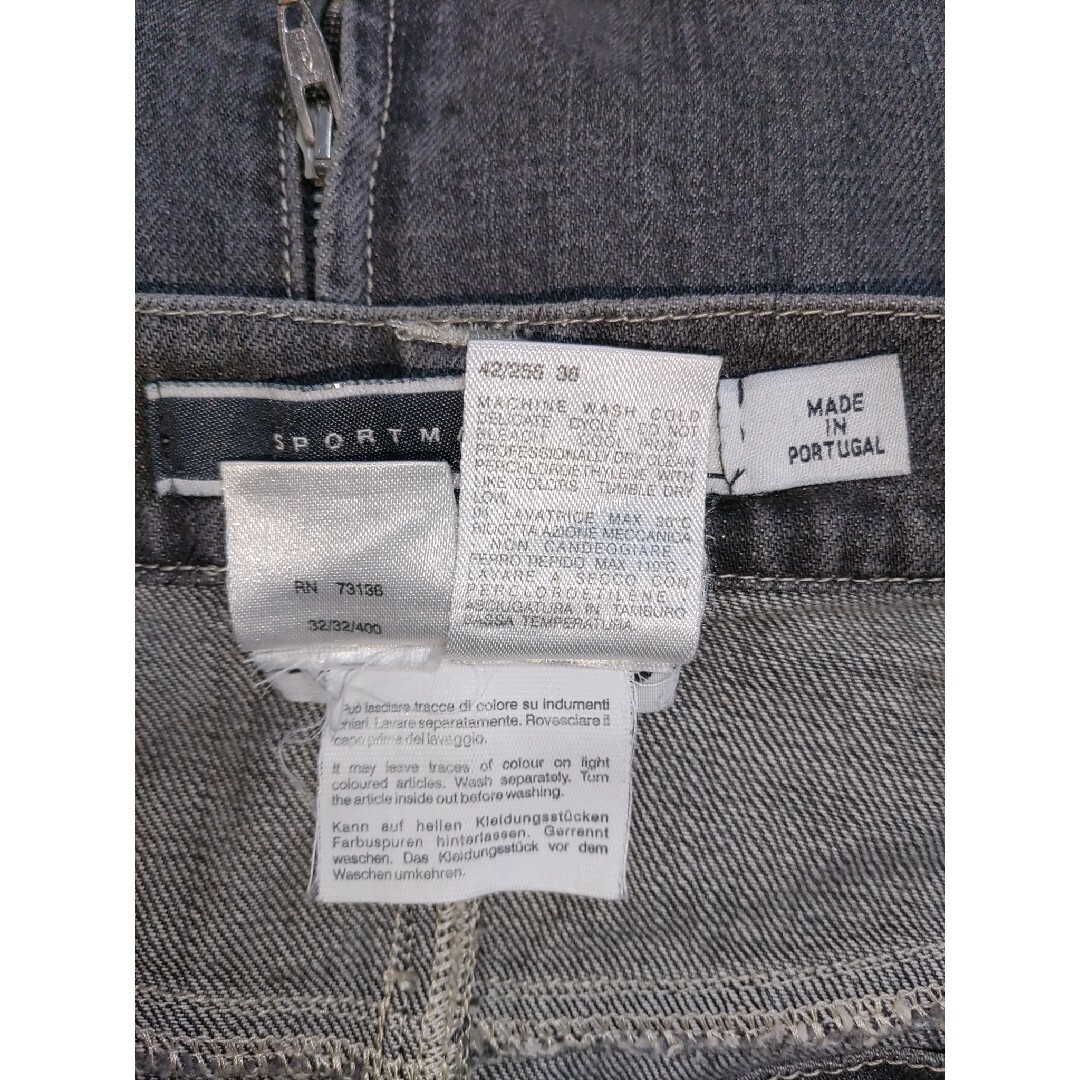 42/256 38
MACHINE WASH COLD
DELICATE CYCLE DO NOT
BLEACH COOL IRON
PROFESSIONALLY DRY CLEAN
PERCHLOROETHYLENE WITH
LIKE COLORS TUMBLE DRY
LOW.
IN LAVATRICE MAX 30°C
RIDOTTA AZIONE MECCANICA
NON CANDEGGIARE
FERRO TIEPIDO MAX 110°C
LAVARE A SECCO CON
PERCLOROETILENE
ASCIUGATURA IN TAMBURO
BASSA TEMPERATURA
SPORTMA
MADE
IN
PORTUGAL
RN 73136
32/32/400
Può lasciare tracce di colore su indumenti
chiari. Lavare separatamente. Rovesciare il
capo prima del lavaggio.
It may leave traces of colour on light
coloured articles. Wash separately. Turn
the article inside out before washing.
Kann auf hellen Kleidungsstücken
Farbuspuren hinterlassen. Gerrennt
waschen. Das Kleidungsstück vor dem
Waschen umkehren.